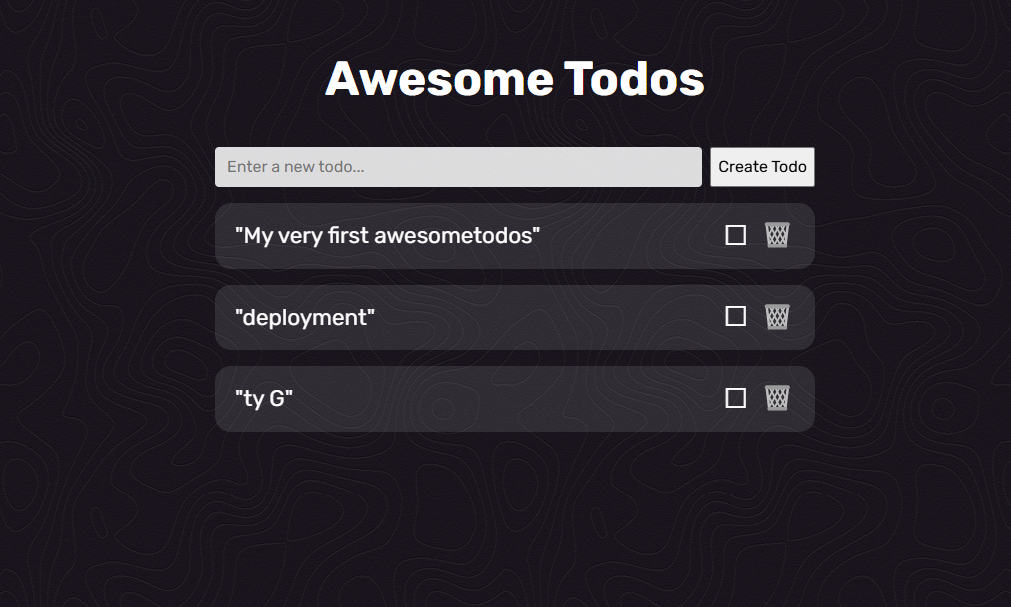 Awesome Todos
Enter a new todo...
Create Todo
"My very first awesometodos"
"deployment"
"ty G"